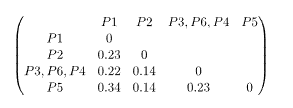 P1 P2 P3, P6, P4 P5
P1 0
P2 0.23 0
P3, P6, P4 0.22 0.14 0
P5 0.34 0.14 0.23 0